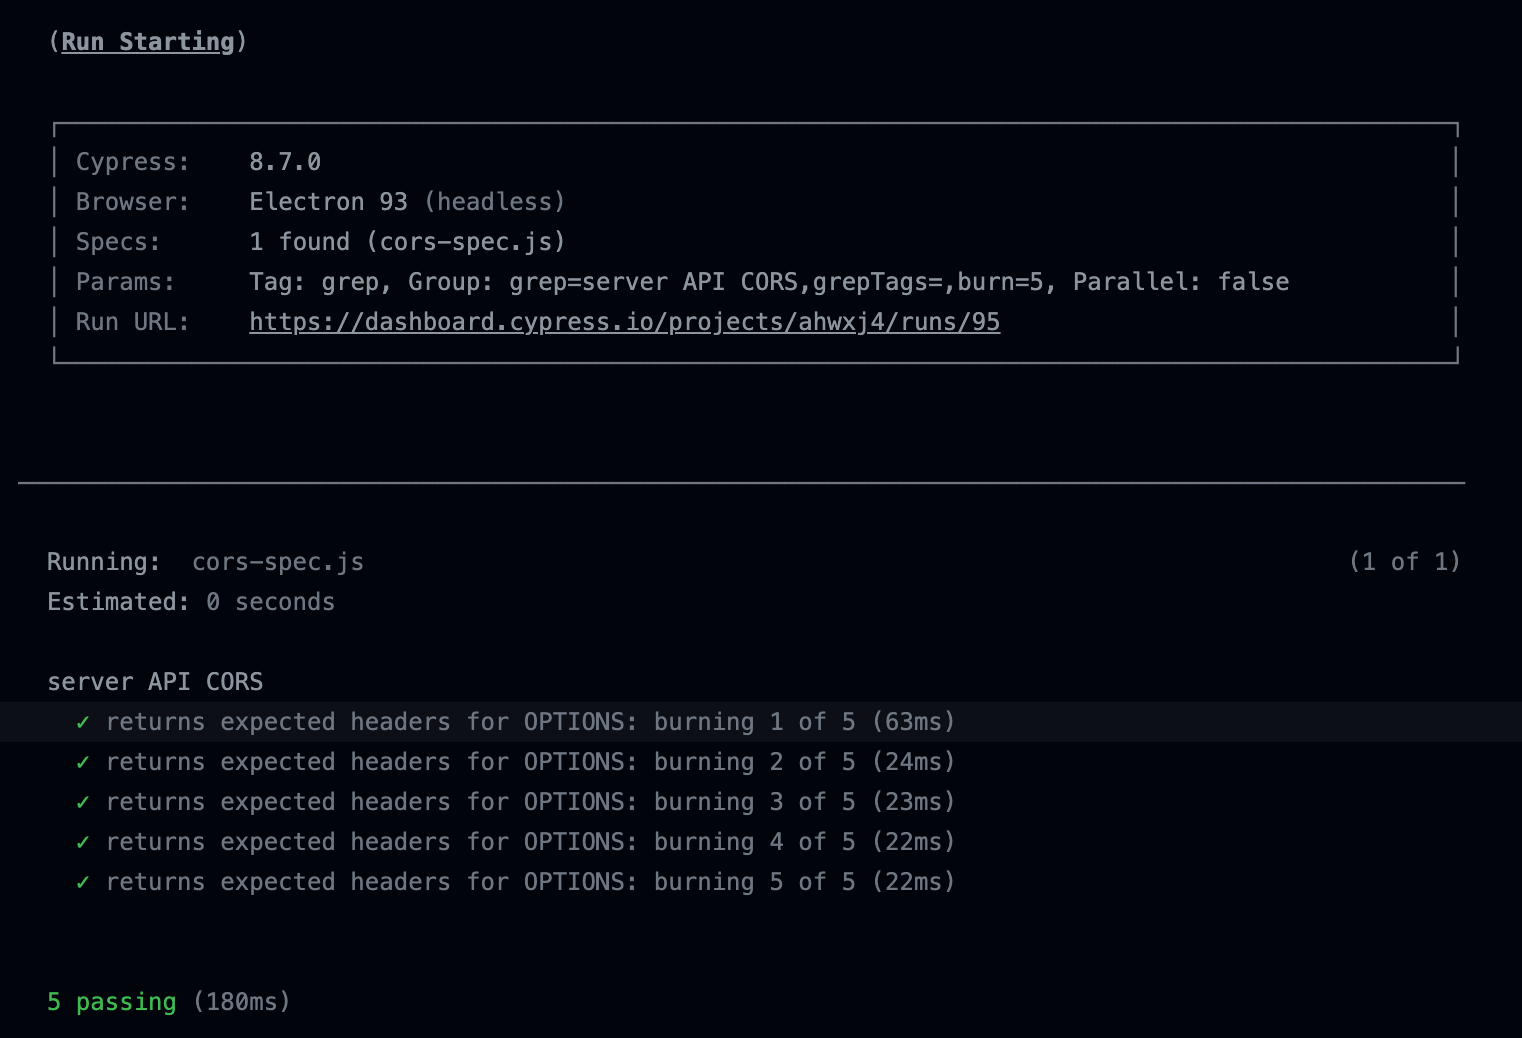 (Run Starting)
Cypress: 8.7.0
Browser: Electron 93 (headless)
Specs: 1 found (cors-spec.js)
Params: Tag: grep, Group: grep=server API CORS,grepTags=,burn=5, Parallel: false
Run URL: https://dashboard.cypress.io/projects/ahwxj4/runs/95
Running: cors-spec.js (1 of 1)
Estimated: 0 seconds
server API CORS
✓ returns expected headers for OPTIONS: burning 1 of 5 (63ms)
✓ returns expected headers for OPTIONS: burning 2 of 5 (24ms)
✓ returns expected headers for OPTIONS: burning 3 of 5 (23ms)
✓ returns expected headers for OPTIONS: burning 4 of 5 (22ms)
✓ returns expected headers for OPTIONS: burning 5 of 5 (22ms)
5 passing (180ms)